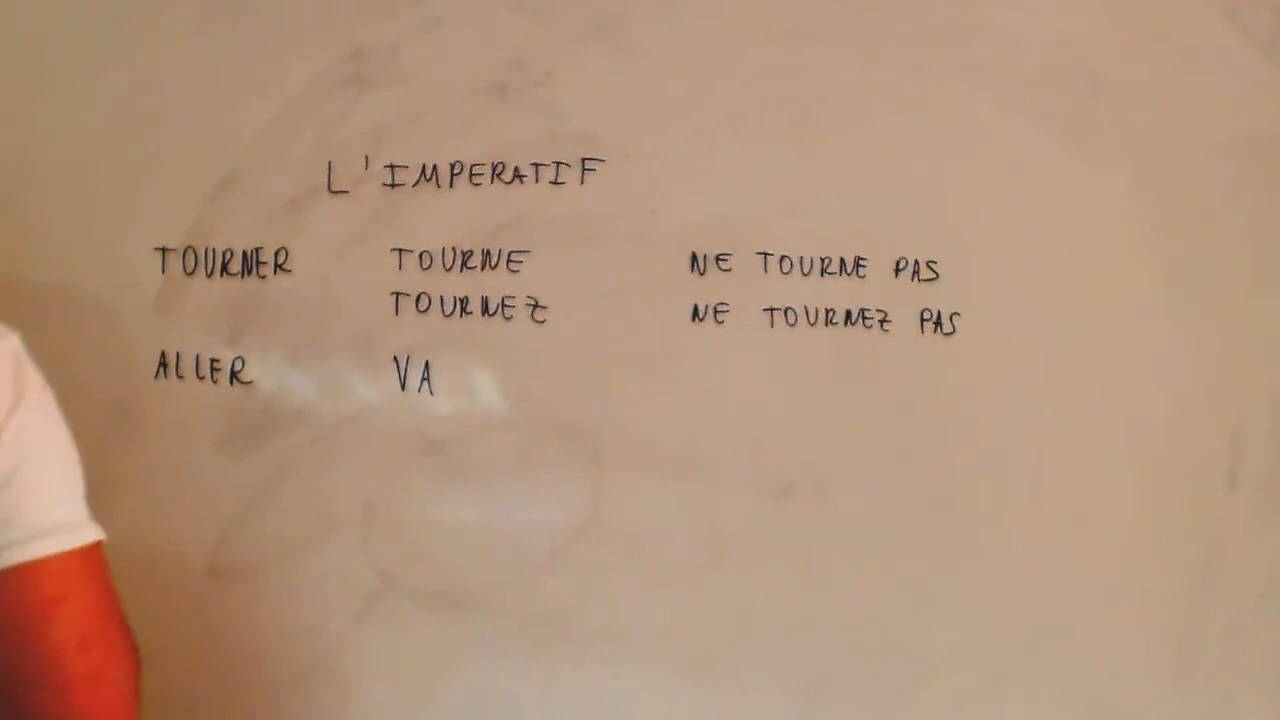 L'IMPERATIF
TOURNER TOURNE NE TOURNE PAS
TOURNEZ NE TOURNEZ PAS
ALLER VA